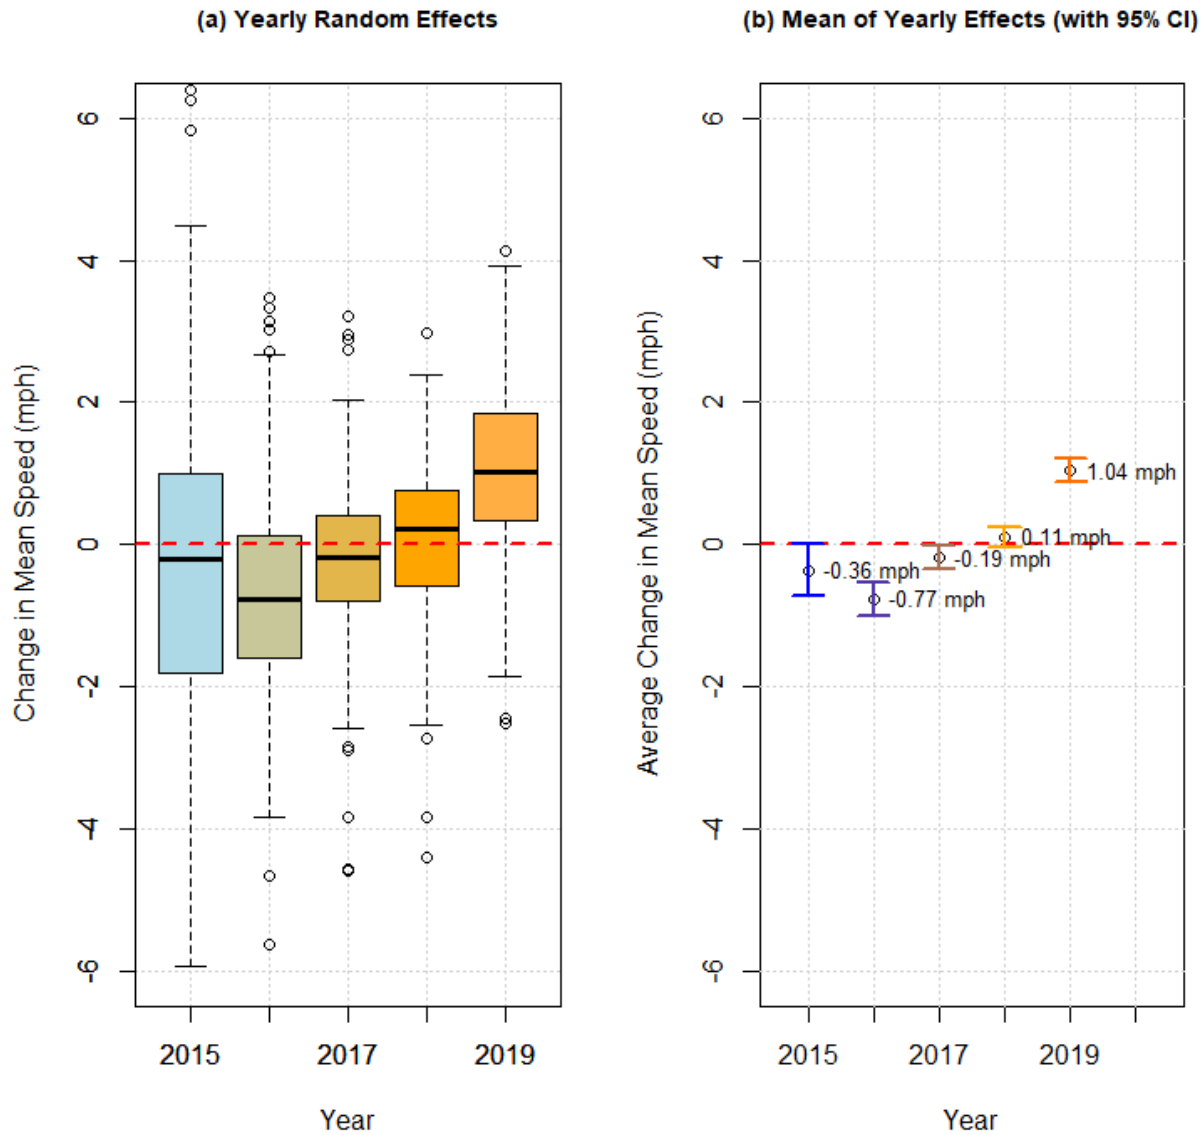 (a) Yearly Random Effects
Change in Mean Speed (mph)
6
4
2
0
-2
-4
-6
2015
2017
2019
Year
(b) Mean of Yearly Effects (with 95% CI)
Average Change in Mean Speed (mph)
6
4
2
0
-2
-4
-6
1.04 mph
0.11 mph
-0.19 mph
-0.36 mph
-0.77 mph
2015
2017
2019
Year